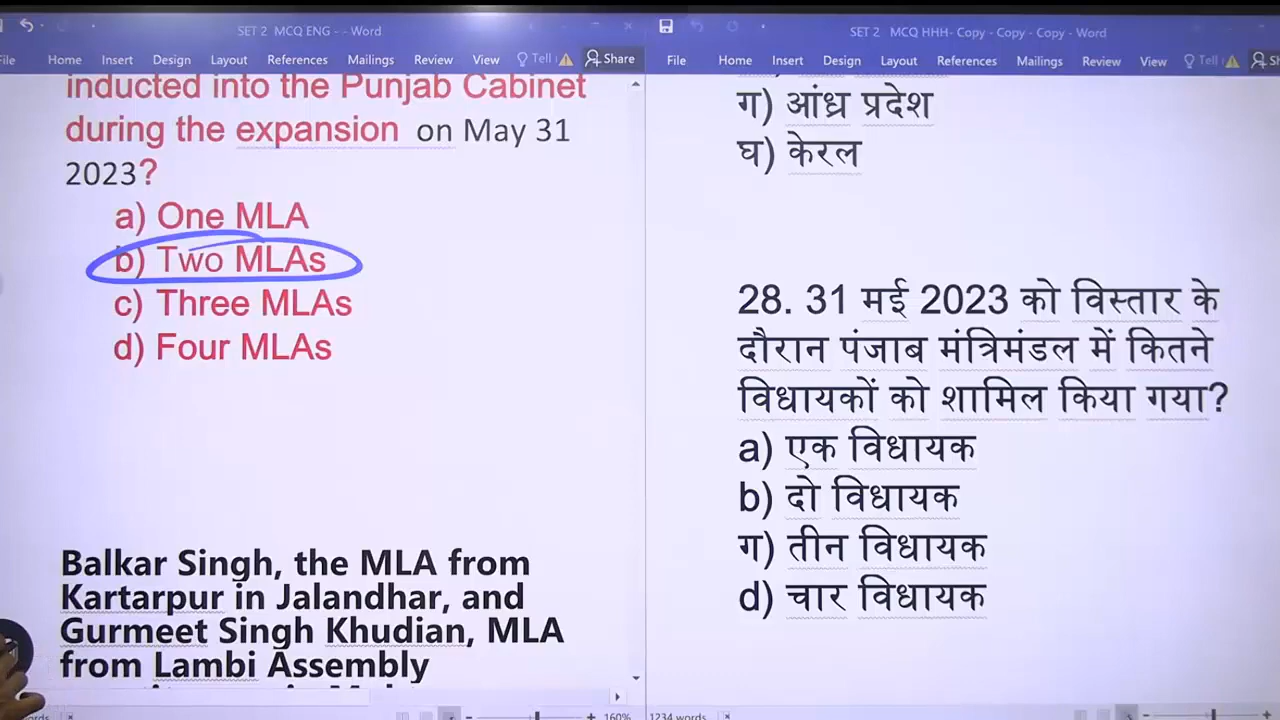 SET 2 MCQ ENG - - Word
File Home Insert Design Layout References Mailings Review View Tell Share
inducted into the Punjab Cabinet
during the expansion on May 31
2023?
a) One MLA
b) Two MLAs
c) Three MLAs
d) Four MLAs
Balkar Singh, the MLA from
Kartarpur in Jalandhar, and
Gurmeet Singh Khudian, MLA
from Lambi Assembly
160%
SET 2 MCQ HHH- Copy - Copy - Copy - Word
File Home Insert Design Layout References Mailings Review View Tell
ग) आंध्र प्रदेश
घ) केरल
28. 31 मई 2023 को विस्तार के
दौरान पंजाब मंत्रिमंडल में कितने
विधायकों को शामिल किया गया?
a) एक विधायक
b) दो विधायक
ग) तीन विधायक
d) चार विधायक
1234 words